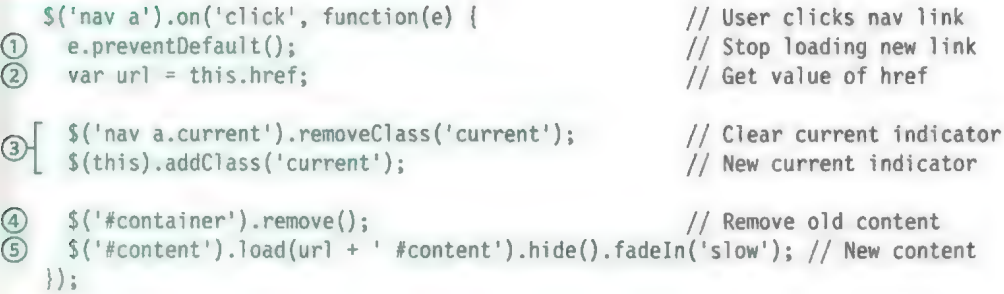 $('nav a').on('click', function(e) { // User clicks nav link
① e.preventDefault(); // Stop loading new link
② var url = this.href; // Get value of href
③ $('nav a.current').removeClass('current'); // Clear current indicator
$(this).addClass('current'); // New current indicator
④ $('#container').remove(); // Remove old content
⑤ $('#content').load(url + ' #content').hide().fadeIn('slow'); // New content
});